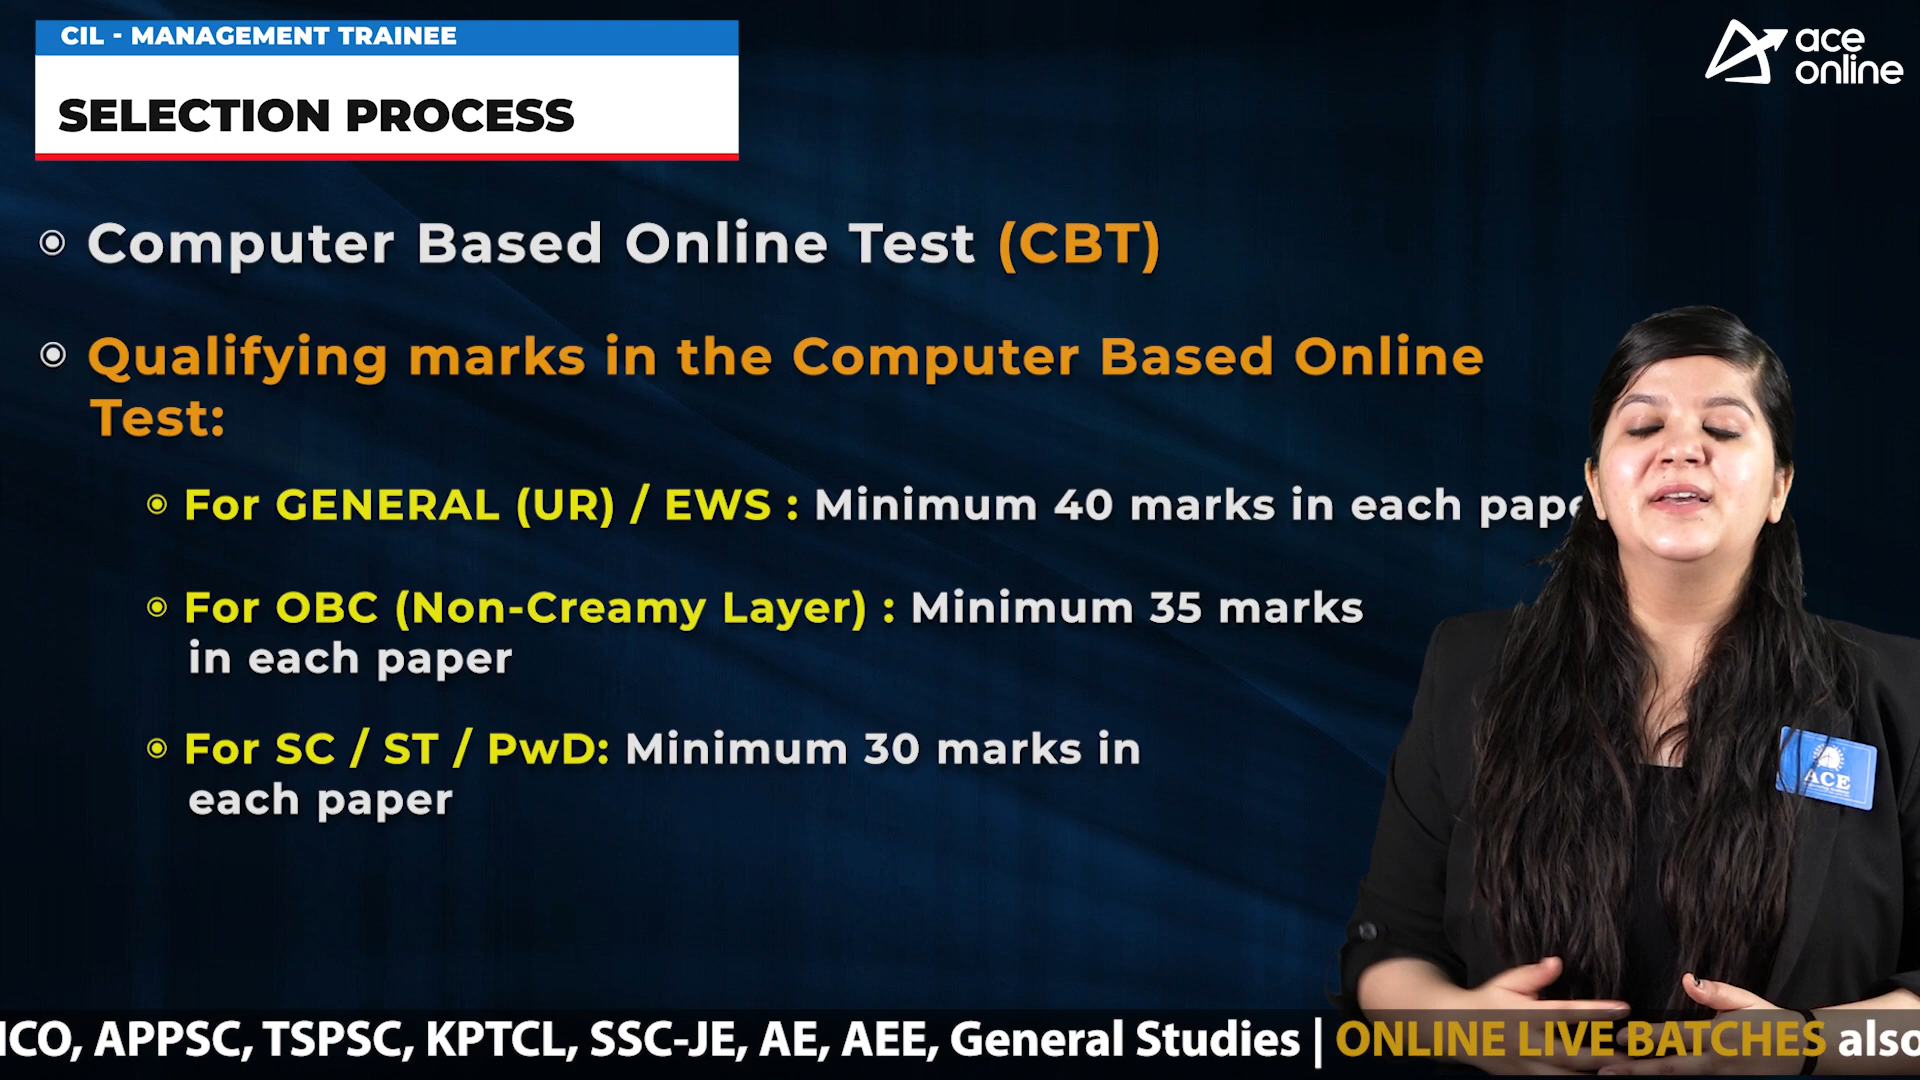 CIL - MANAGEMENT TRAINEE
SELECTION PROCESS
ace
online
Computer Based Online Test (CBT)
Qualifying marks in the Computer Based Online
Test:
For GENERAL (UR) / EWS : Minimum 40 marks in each
For OBC (Non-Creamy Layer) : Minimum 35 marks
in each paper
For SC / ST / PwD: Minimum 30 marks in
each paper
ACE
APPSC, TSPSC, KPTCL, SSC-JE, AE, AEE, General Studies | ONLINE LIVE BATCHES also